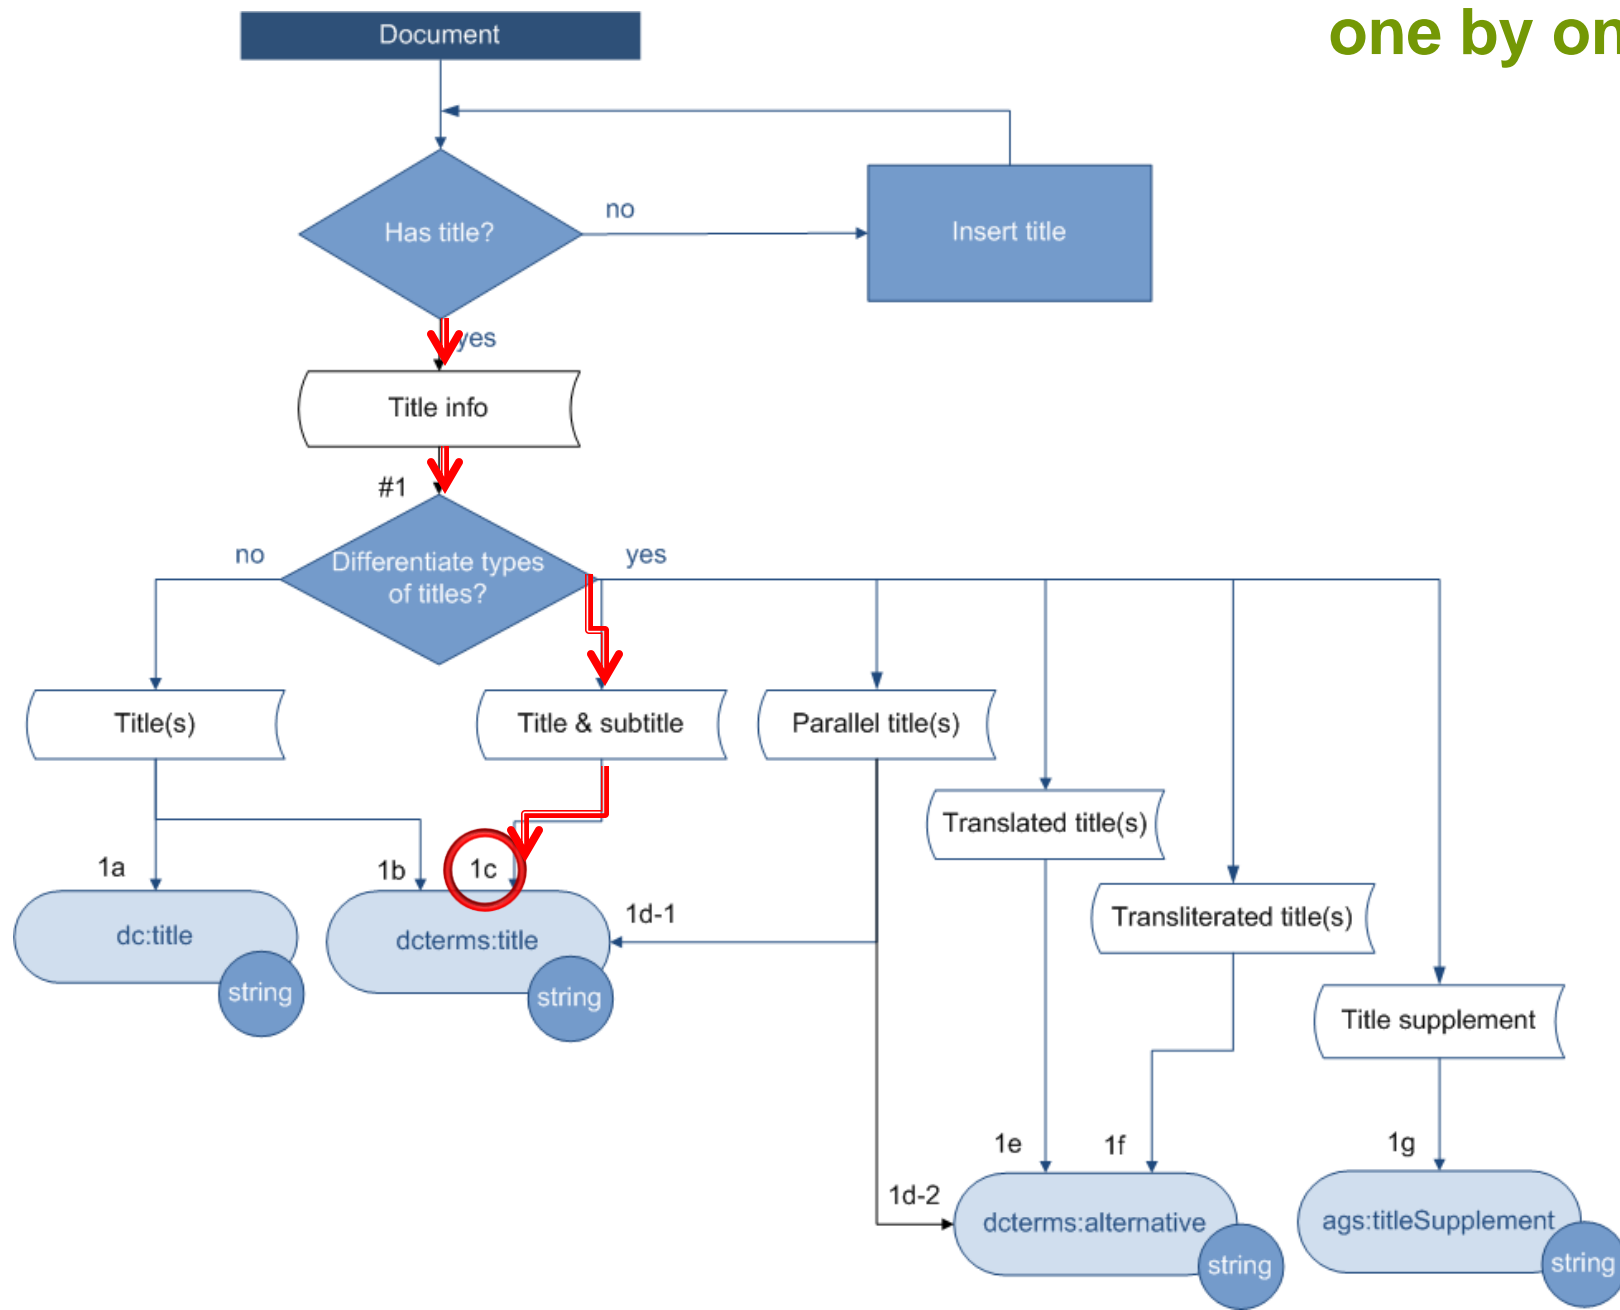 one by on
Document
Has title?
no
Insert title
yes
Title info
#1
no
Differentiate types
of titles?
yes
Title(s)
Title & subtitle
Parallel title(s)
Translated title(s)
Transliterated title(s)
Title supplement
1a
1b
1c
1d-1
dc:title
string
dcterms:title
string
1e
1f
1g
1d-2
dcterms:alternative
string
ags:titleSupplement
string